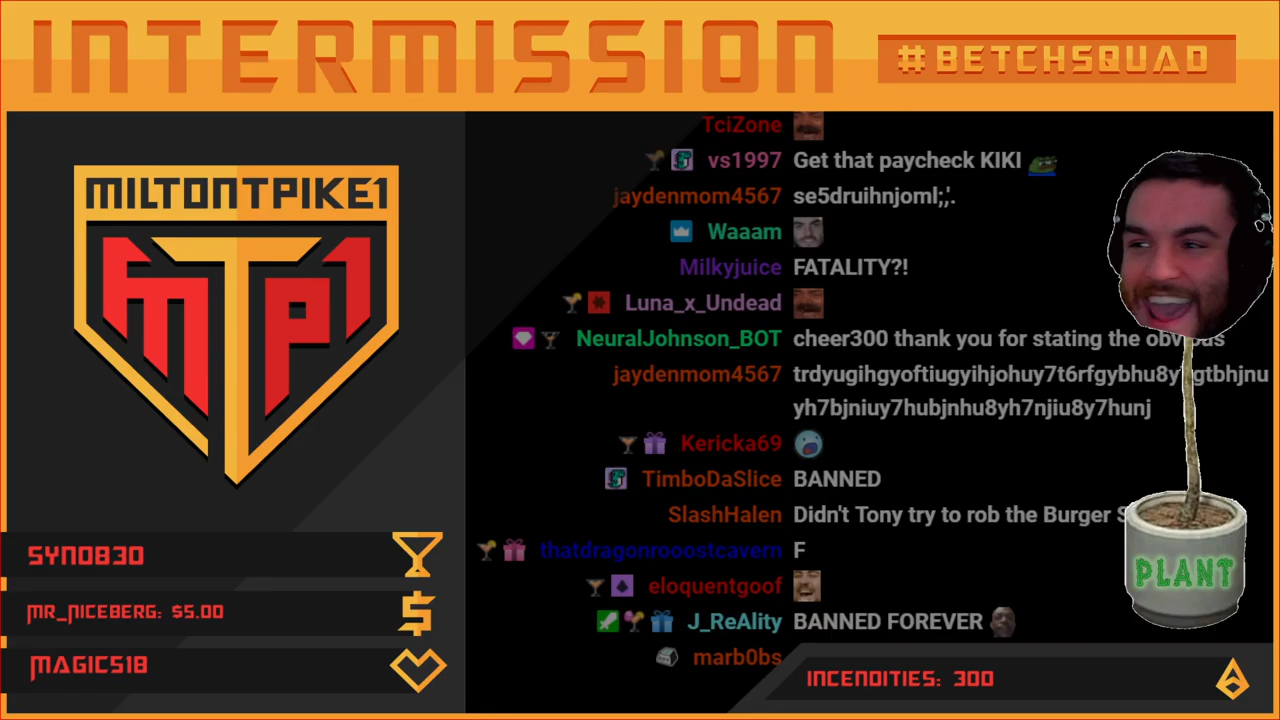 INTERMISSION
#BETCHSQUAD
MILTONTPIKE1
MTP1
TciZone
vs1997 Get that paycheck KIKI
jaydenmom4567 se5druihnjoml;,'.
Waaam
Milkyjuice FATALITY?!
Luna_x_Undead
NeuralJohnson_BOT cheer300 thank you for stating the obvious
jaydenmom4567 trdyugihgyoftiugyihjohuy7t6rfgybhu8y gtbhjnu
yh7bjniuy7hubjnhu8yh7njiu8y7hunj
Kericka69
TimboDaSlice BANNED
SlashHalen Didn't Tony try to rob the Burger
thatdragonrooostcavern F
eloquentgoof
J_ReAlity BANNED FOREVER
marb0bs
PLANT
SYN0830
MR_NICEBERG: $5.00
MAGIC518
INCENDITIES: 300